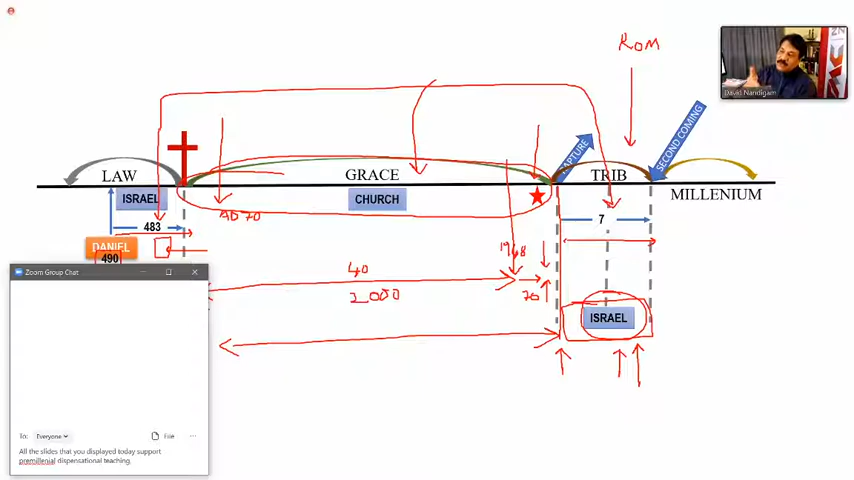 ROM
David Nandigam
RAPTURE
SECOND COMING
LAW
GRACE
TRIB
MILLENIUM
ISRAEL
CHURCH
AD 70
7
483
DANIEL
490
1948
40
2000
70
ISRAEL
Zoom Group Chat
To: Everyone
File
All the slides that you displayed today support
premillenial dispensational teaching.